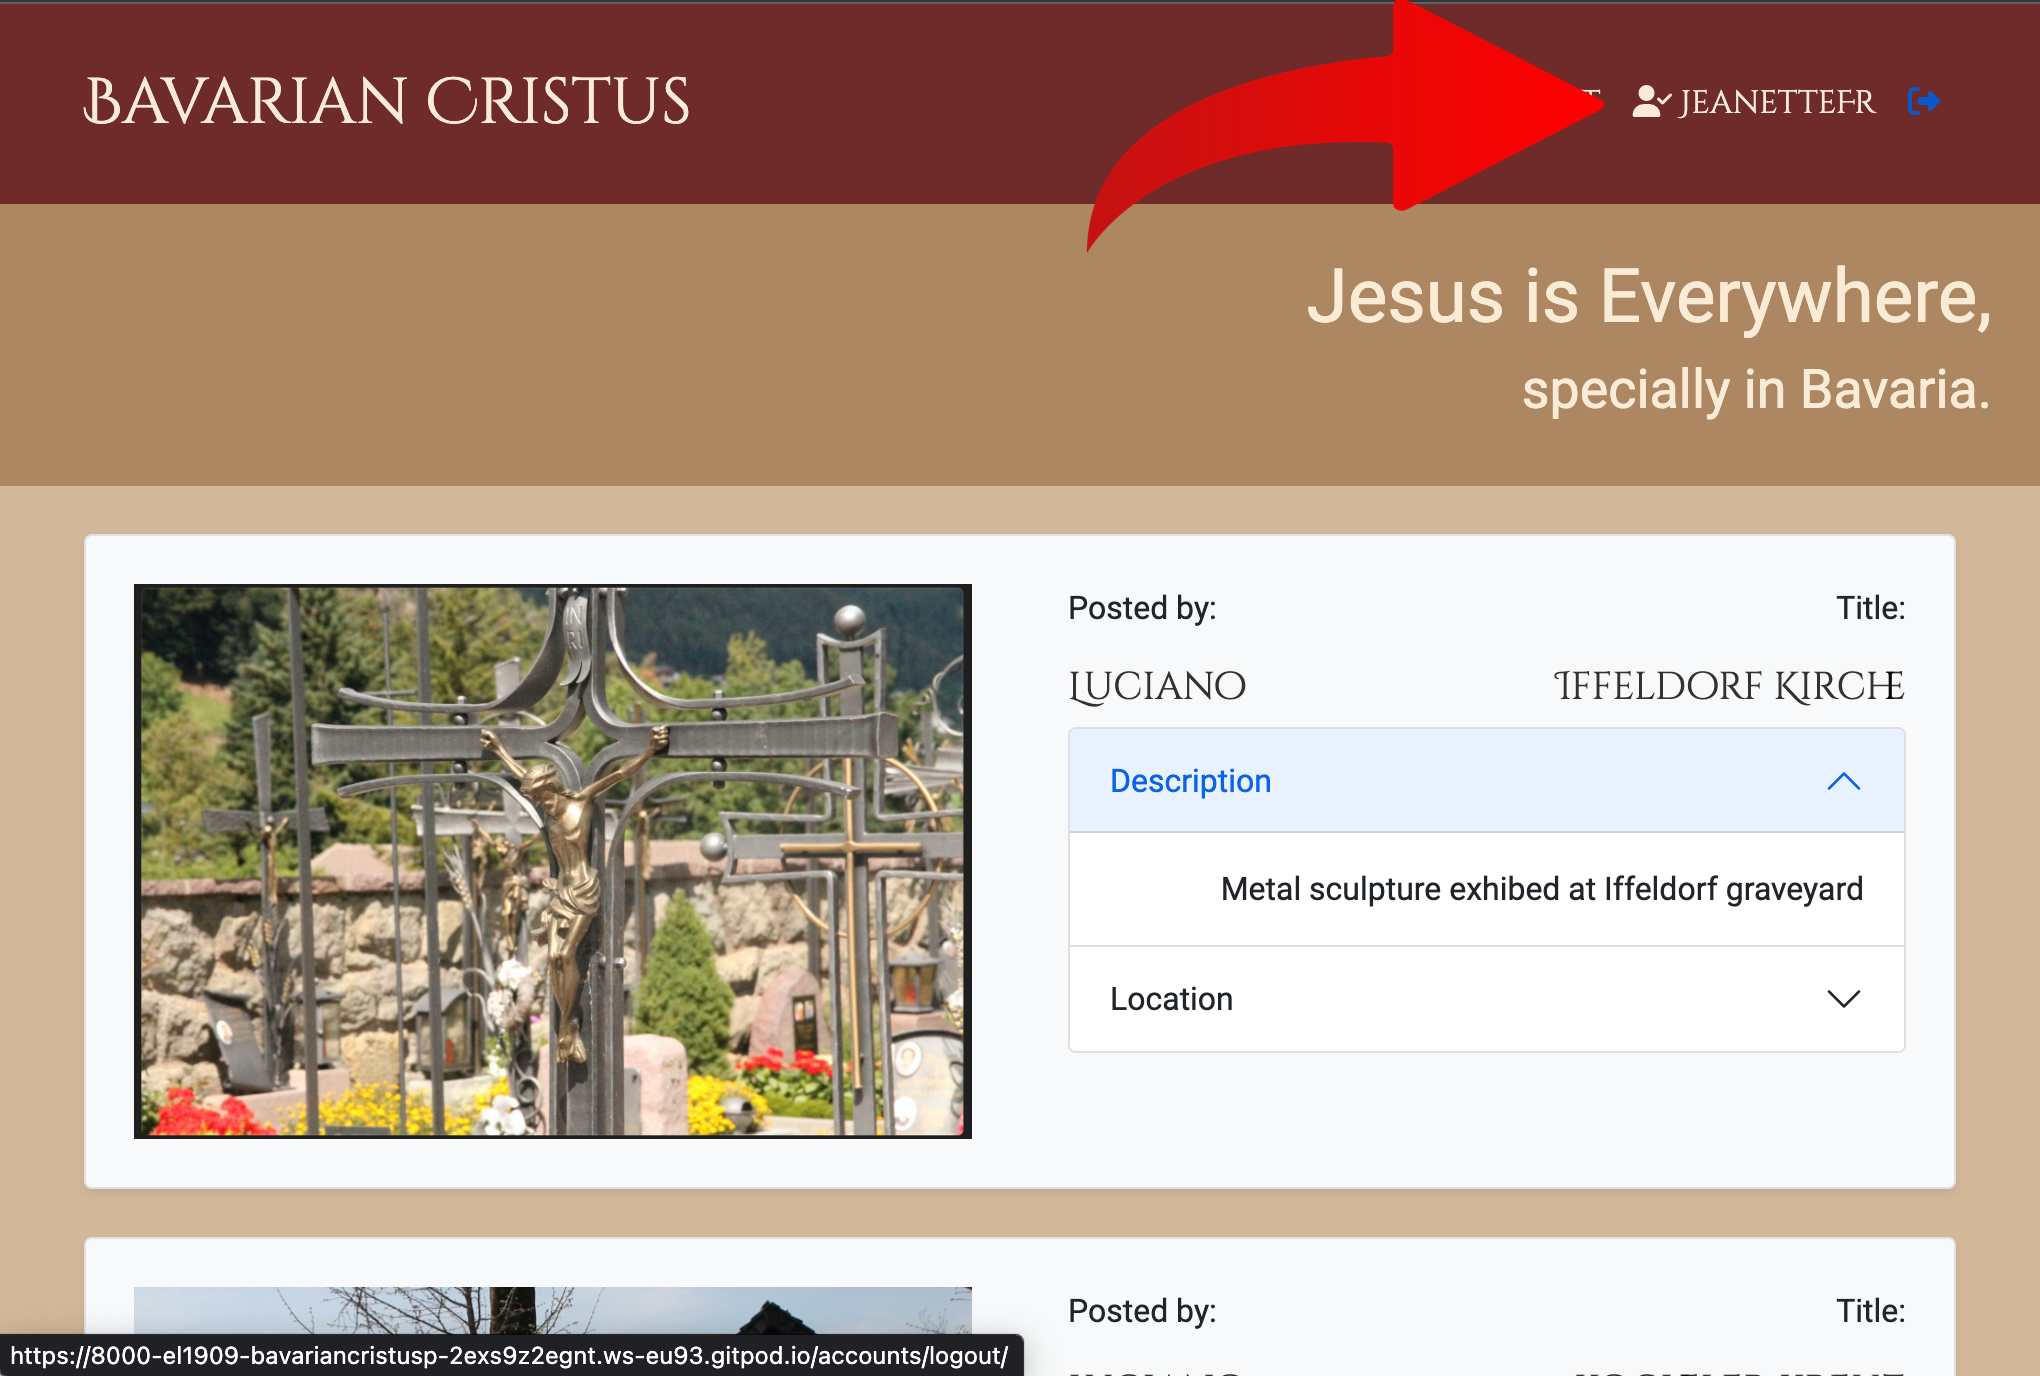 Bavarian Cristus
JeanetteFR
Jesus is Everywhere,
specially in Bavaria.
Posted by:
Title:
Luciano
Iffeldorf Kirche
Description
Metal sculpture exhibed at Iffeldorf graveyard
Location
INRI
Posted by:
Title:
https://8000-el1909-bavariancristusp-2exs9z2egnt.ws-eu93.gitpod.io/accounts/logout/